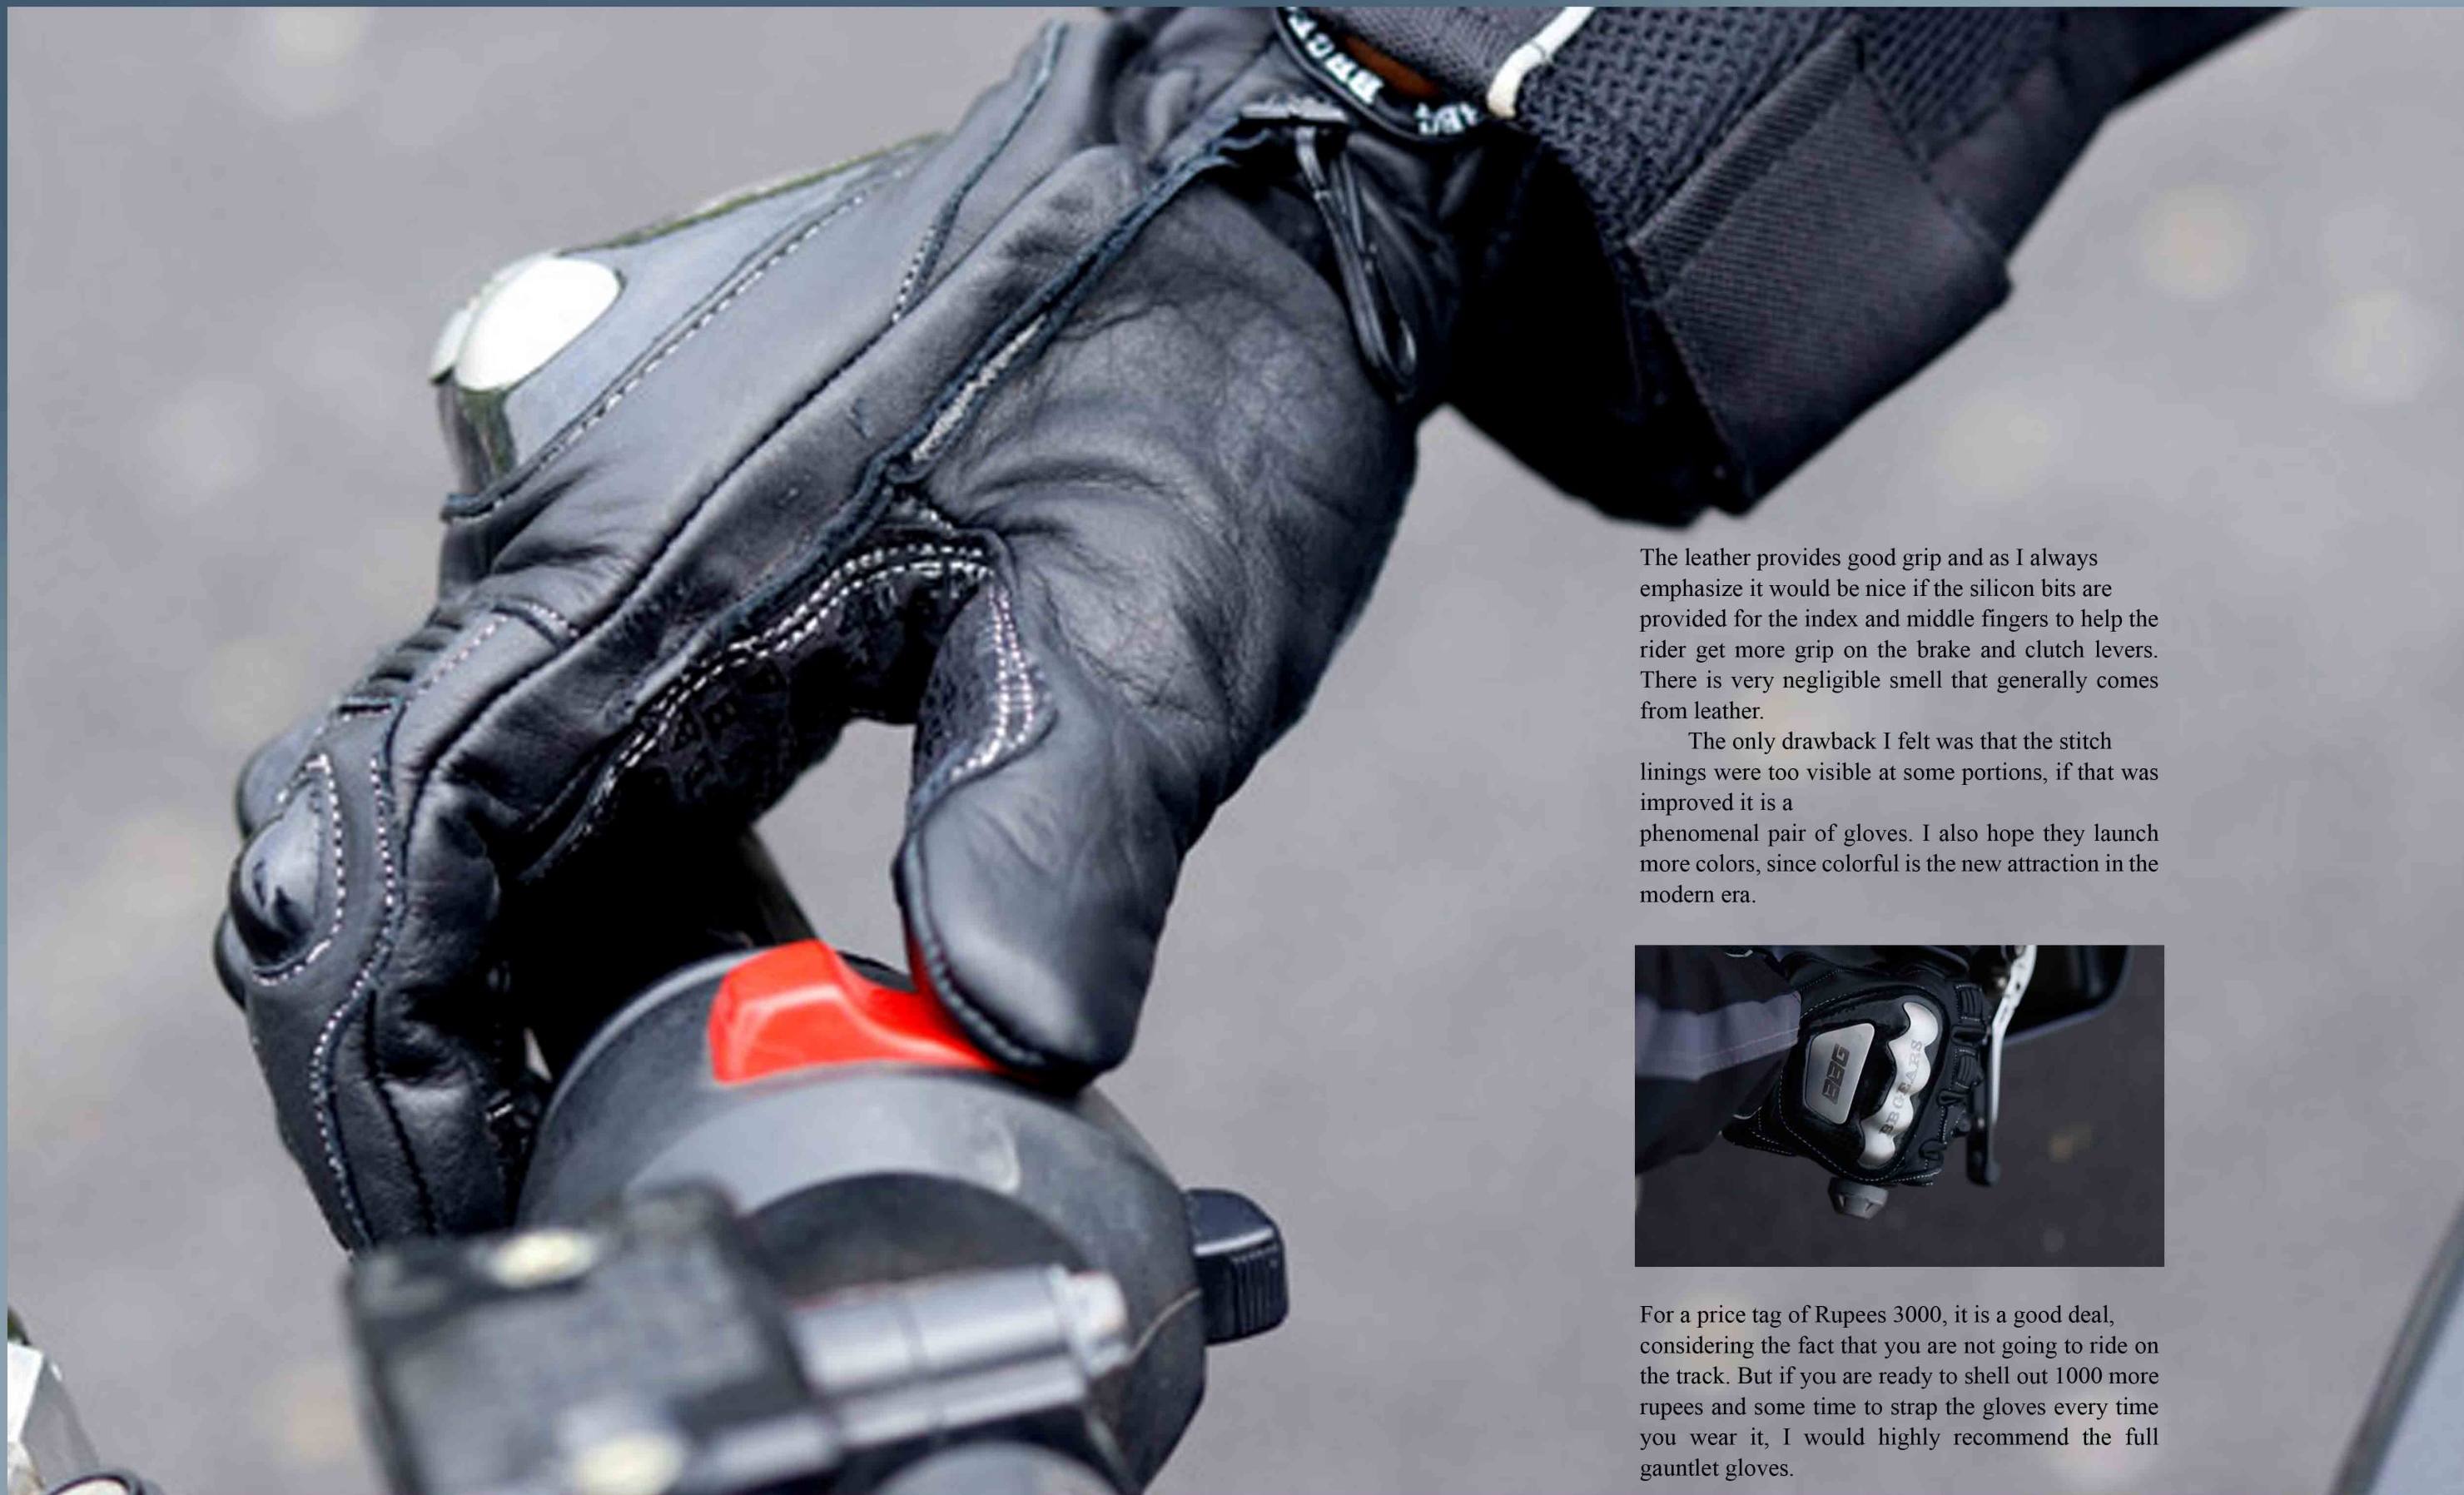 The leather provides good grip and as I always
emphasize it would be nice if the silicon bits are
provided for the index and middle fingers to help the
rider get more grip on the brake and clutch levers.
There is very negligible smell that generally comes
from leather.
The only drawback I felt was that the stitch
linings were too visible at some portions, if that was
improved it is a
phenomenal pair of gloves. I also hope they launch
more colors, since colorful is the new attraction in the
modern era.
BBG
BBGEARS
For a price tag of Rupees 3000, it is a good deal,
considering the fact that you are not going to ride on
the track. But if you are ready to shell out 1000 more
rupees and some time to strap the gloves every time
you wear it, I would highly recommend the full
gauntlet gloves.